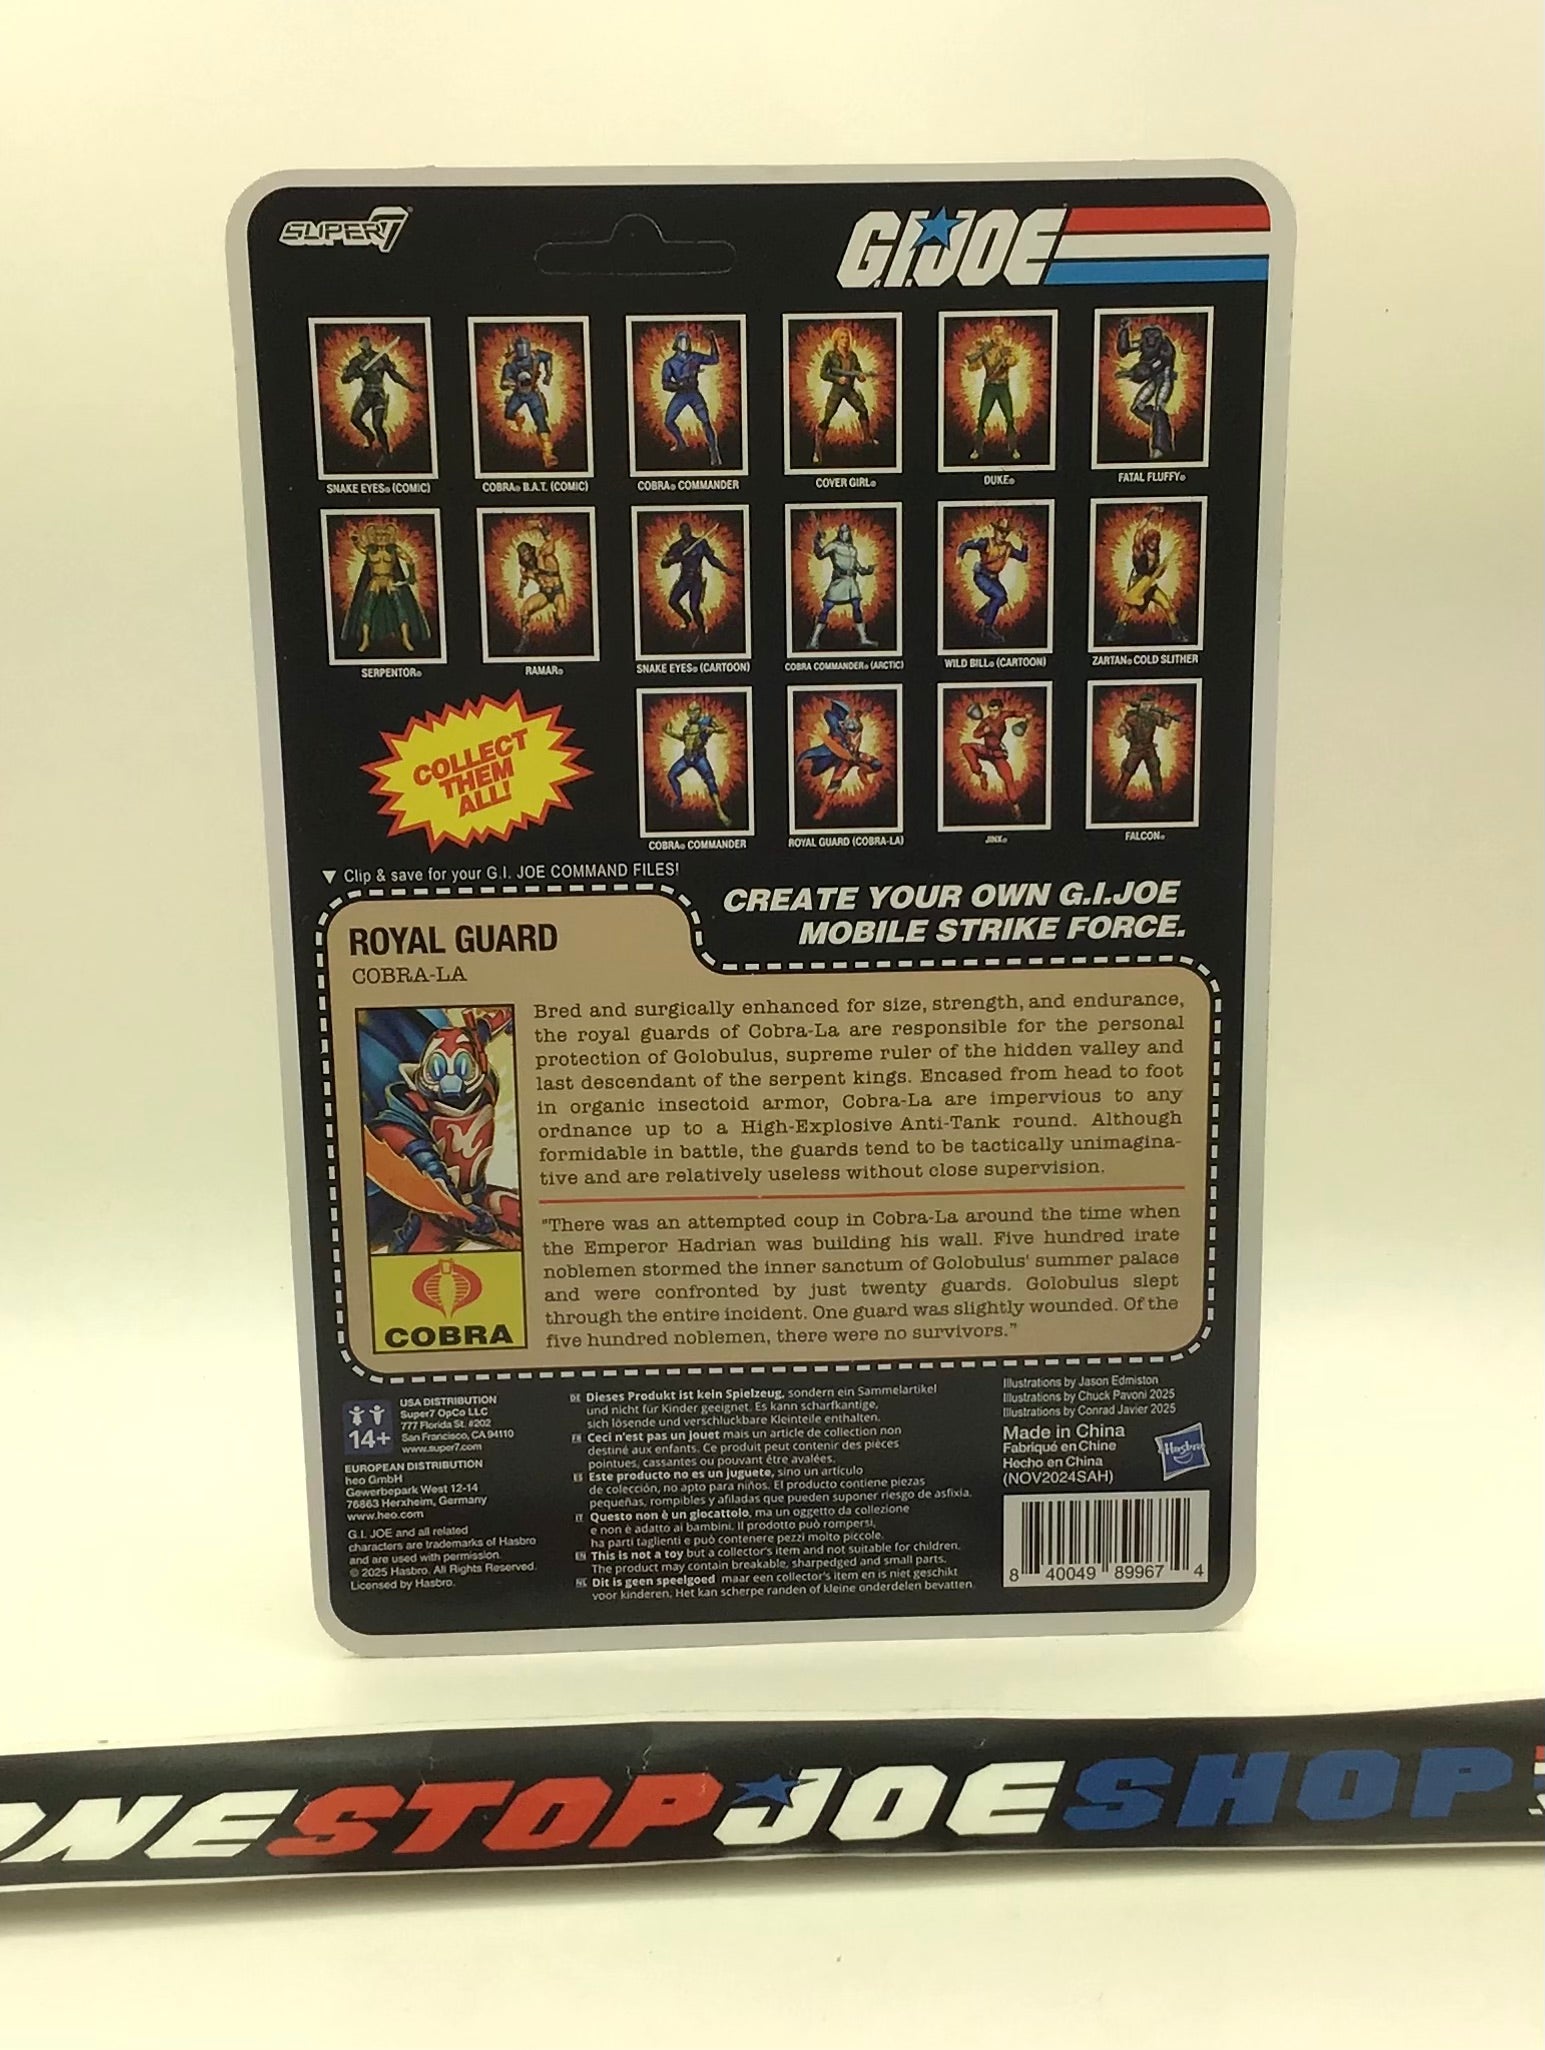 SUPER7
G.I.JOE
SNAKE EYES® (COMIC)
COBRA® B.A.T. (COMIC)
COBRA® COMMANDER
COVER GIRL®
DUKE®
FATAL FLUFFY®
SERPENTOR®
RAMAR®
SNAKE EYES® (CARTOON)
COBRA COMMANDER® (ARCTIC)
WILD BILL® (CARTOON)
ZARTAN® COLD SLITHER
COLLECT
THEM
ALL!
COBRA® COMMANDER
ROYAL GUARD (COBRA-LA)
JINX®
FALCON®
▼ Clip & save for your G.I. JOE COMMAND FILES!
CREATE YOUR OWN G.I.JOE
MOBILE STRIKE FORCE.
ROYAL GUARD
COBRA-LA
Bred and surgically enhanced for size, strength, and endurance,
the royal guards of Cobra-La are responsible for the personal
protection of Golobulus, supreme ruler of the hidden valley and
last descendant of the serpent kings. Encased from head to foot
in organic insectoid armor, Cobra-La are impervious to any
ordnance up to a High-Explosive Anti-Tank round. Although
formidable in battle, the guards tend to be tactically unimagina-
tive and are relatively useless without close supervision.
"There was an attempted coup in Cobra-La around the time when
the Emperor Hadrian was building his wall. Five hundred irate
noblemen stormed the inner sanctum of Golobulus' summer palace
and were confronted by just twenty guards. Golobulus slept
through the entire incident. One guard was slightly wounded. Of the
five hundred noblemen, there were no survivors."
COBRA
14+
USA DISTRIBUTION
Super7 OpCo LLC
777 Florida St. #202
San Francisco, CA 94110
www.super7.com
EUROPEAN DISTRIBUTION
heo GmbH
Gewerbepark West 12-14
76863 Herxheim, Germany
www.heo.com
G.I. JOE and all related
characters are trademarks of Hasbro
and are used with permission.
© 2025 Hasbro. All Rights Reserved.
Licensed by Hasbro.
DE Dieses Produkt ist kein Spielzeug, sondern ein Sammelartikel
und nicht für Kinder geeignet. Es kann scharfkantige,
sich lösende und verschluckbare Kleinteile enthalten.
FR Ceci n'est pas un jouet mais un article de collection non
destiné aux enfants. Ce produit peut contenir des pièces
pointues, cassantes ou pouvant être avalées.
ES Este producto no es un juguete, sino un artículo
de colección, no apto para niños. El producto contiene piezas
pequeñas, rompibles y afiladas que pueden suponer riesgo de asfixia.
IT Questo non è un giocattolo, ma un oggetto da collezione
e non è adatto ai bambini. Il prodotto può rompersi,
ha parti taglienti e può contenere pezzi molto piccole.
EN This is not a toy but a collector's item and not suitable for children.
The product may contain breakable, sharpedged and small parts.
NL Dit is geen speelgoed maar een collector's item en is niet geschikt
voor kinderen. Het kan scherpe randen of kleine onderdelen bevatten.
Illustrations by Jason Edmiston
Illustrations by Chuck Pavoni 2025
Illustrations by Conrad Javier 2025
Made in China
Fabriqué en Chine
Hecho en China
(NOV2024SAH)
Hasbro
8 40049 89967 4
ONESTOPJOESHOP